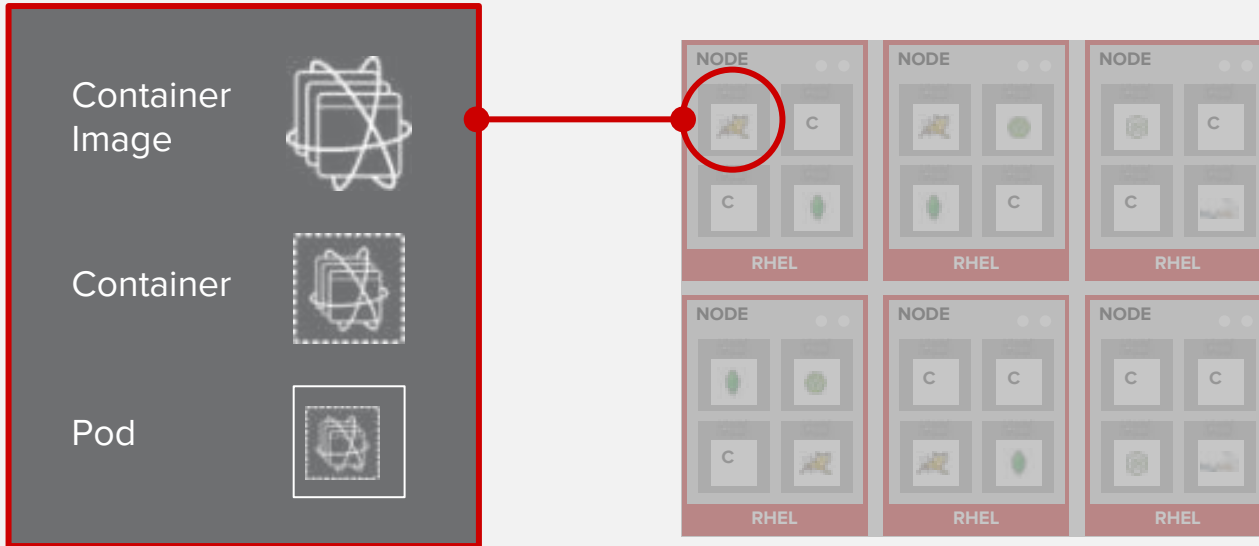 Container
Image
Container
Pod
NODE NODE NODE
C C
C C C
RHEL RHEL RHEL
NODE NODE NODE
C C C C
C
RHEL RHEL RHEL